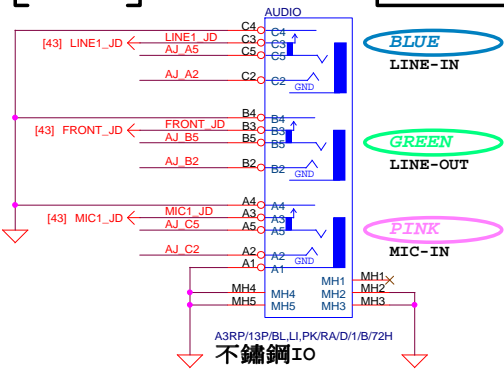 AUDIO
C4 C4
[43] LINE1_JD LINE1_JD C3 C3
AJ_A5 C5 C5
AJ_A2 C2 C2
GND
BLUE
LINE-IN
B4 B4
[43] FRONT_JD FRONT_JD B3 B3
AJ_B5 B5 B5
AJ_B2 B2 B2
GND
GREEN
LINE-OUT
A4 A4
[43] MIC1_JD MIC1_JD A3 A3
AJ_C5 A5 A5
AJ_C2 A2 A2
GND
A1 A1
PINK
MIC-IN
MH1 MH1
MH4 MH4 MH2 MH2
MH5 MH5 MH3 MH3
A3RP/13P/BL,LI,PK/RA/D/1/B/72H
不鏽鋼IO